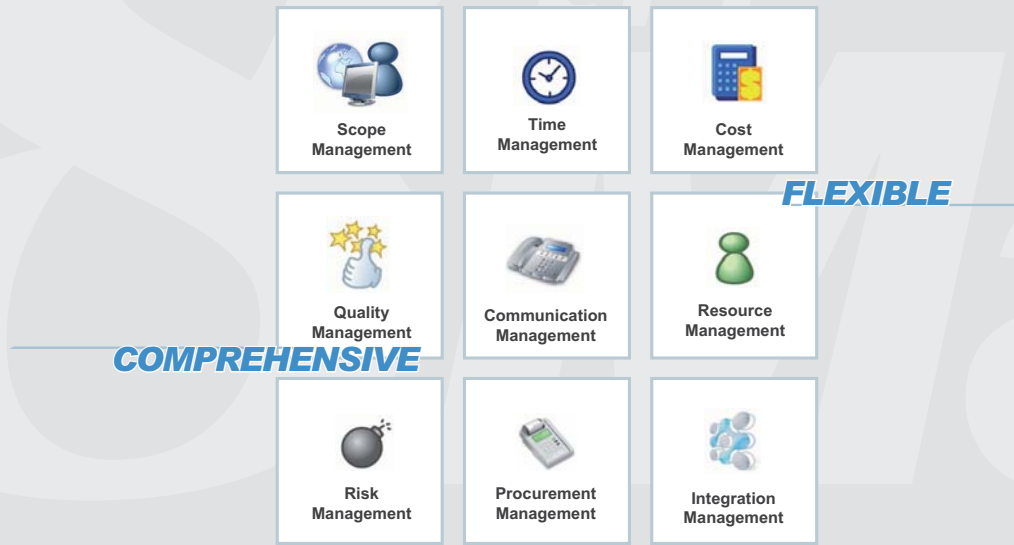 Scope
Management
Time
Management
Cost
Management
FLEXIBLE
Quality
Management
Communication
Management
Resource
Management
COMPREHENSIVE
Risk
Management
Procurement
Management
Integration
Management